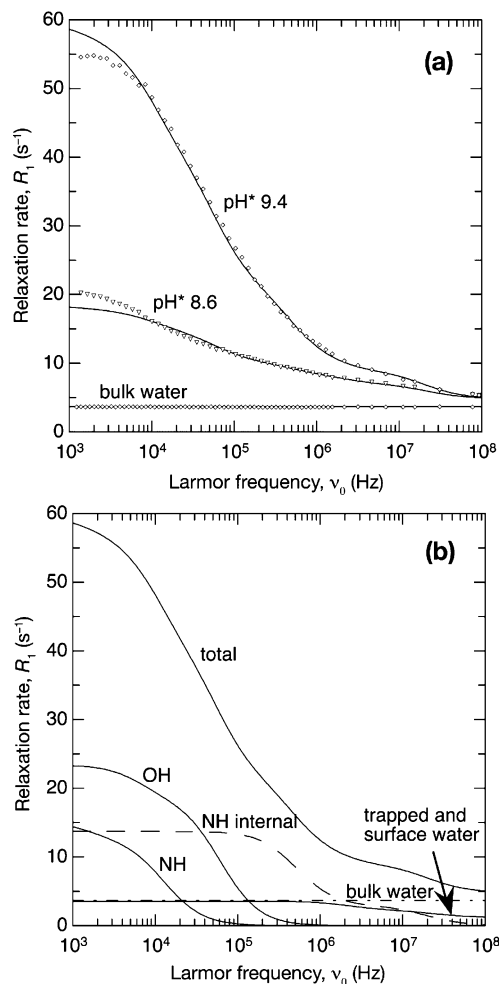 (a)
60
50
40
30
20
10
0
Relaxation rate, R₁ (s⁻¹)
pH* 9.4
pH* 8.6
bulk water
10³ 10⁴ 10⁵ 10⁶ 10⁷ 10⁸
Larmor frequency, ν₀ (Hz)
(b)
60
50
40
30
20
10
0
Relaxation rate, R₁ (s⁻¹)
total
OH
NH internal
NH
trapped and
surface water
bulk water
10³ 10⁴ 10⁵ 10⁶ 10⁷ 10⁸
Larmor frequency, ν₀ (Hz)